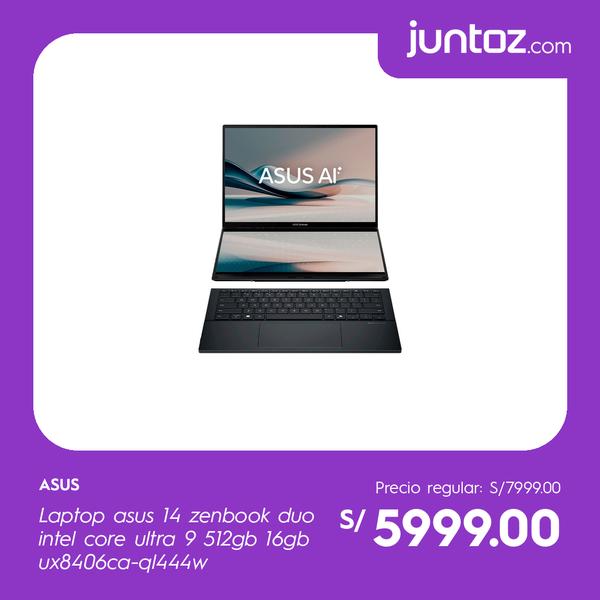 juntoz.com
ASUS AI
ASUS
Precio regular: S/7999.00
Laptop asus 14 zenbook duo
intel core ultra 9 512gb 16gb
ux8406ca-ql444w
S/ 5999.00